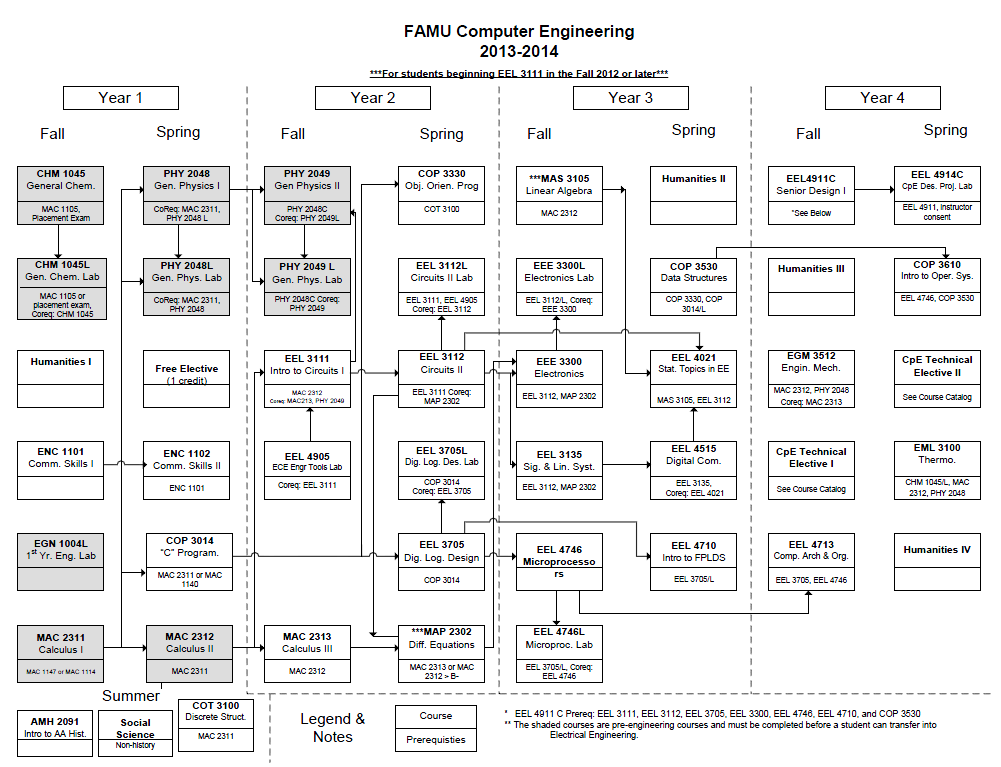 FAMU Computer Engineering
2013-2014
***For students beginning EEL 3111 in the Fall 2012 or later***
Year 1
Year 2
Year 3
Year 4
Fall
Spring
Fall
Spring
Fall
Spring
Fall
Spring
CHM 1045
General Chem.
MAC 1105,
Placement Exam
PHY 2048
Gen. Physics I
CoReq: MAC 2311,
PHY 2048 L
PHY 2049
Gen Physics II
PHY 2048C
Coreq: PHY 2049L
COP 3330
Obj. Orien. Prog
COT 3100
***MAS 3105
Linear Algebra
MAC 2312
Humanities II
EEL4911C
Senior Design I
*See Below
EEL 4914C
CpE Des. Proj. Lab
EEL 4911, Instructor
consent
CHM 1045L
Gen. Chem. Lab
MAC 1105 or
placement exam,
Coreq: CHM 1045
PHY 2048L
Gen. Phys. Lab
CoReq: MAC 2311,
PHY 2048
PHY 2049 L
Gen. Phys. Lab
PHY 2048C Coreq:
PHY 2049
EEL 3112L
Circuits II Lab
EEL 3111, EEL 4905
Coreq: EEL 3112
EEE 3300L
Electronics Lab
EEL 3112/L, Coreq:
EEE 3300
COP 3530
Data Structures
COP 3330, COP
3014/L
Humanities III
COP 3610
Intro to Oper. Sys.
EEL 4746, COP 3530
Humanities I
Free Elective
(1 credit)
EEL 3111
Intro to Circuits I
MAC 2312
Coreq: MAC213, PHY 2049
EEL 3112
Circuits II
EEL 3111 Coreq:
MAP 2302
EEE 3300
Electronics
EEL 3112, MAP 2302
EEL 4021
Stat. Topics in EE
MAS 3105, EEL 3112
EGM 3512
Engin. Mech.
MAC 2312, PHY 2048
Coreq: MAC 2313
CpE Technical
Elective II
See Course Catalog
ENC 1101
Comm. Skills I
ENC 1102
Comm. Skills II
ENC 1101
EEL 4905
ECE Engr Tools Lab
Coreq: EEL 3111
EEL 3705L
Dig. Log. Des. Lab
COP 3014
Coreq: EEL 3705
EEL 3135
Sig. & Lin. Syst.
EEL 3112, MAP 2302
EEL 4515
Digital Com.
EEL 3135,
Coreq: EEL 4021
CpE Technical
Elective I
See Course Catalog
EML 3100
Thermo.
CHM 1045/L, MAC
2312, PHY 2048
EGN 1004L
1st Yr. Eng. Lab
COP 3014
"C" Program.
MAC 2311 or MAC
1140
EEL 3705
Dig. Log. Design
COP 3014
EEL 4746
Microprocesso
rs
EEL 4710
Intro to FPLDS
EEL 3705/L
EEL 4713
Comp. Arch & Org.
EEL 3705, EEL 4746
Humanities IV
MAC 2311
Calculus I
MAC 1147 or MAC 1114
MAC 2312
Calculus II
MAC 2311
MAC 2313
Calculus III
MAC 2312
***MAP 2302
Diff. Equations
MAC 2313 or MAC
2312 > B-
EEL 4746L
Microproc. Lab
EEL 3705/L, Coreq:
EEL 4746
Summer
AMH 2091
Intro to AA Hist.
Social
Science
Non-history
COT 3100
Discrete Struct.
MAC 2311
Legend &
Notes
Course
Prerequisties
* EEL 4911 C Prereq: EEL 3111, EEL 3112, EEL 3705, EEL 3300, EEL 4746, EEL 4710, and COP 3530
** The shaded courses are pre-engineering courses and must be completed before a student can transfer into
Electrical Engineering.